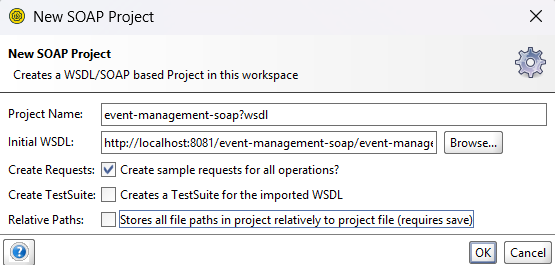 New SOAP Project
New SOAP Project
Creates a WSDL/SOAP based Project in this workspace
Project Name: event-management-soap?wsdl
Initial WSDL: http://localhost:8081/event-management-soap/event-manage Browse...
Create Requests: Create sample requests for all operations?
Create TestSuite: Creates a TestSuite for the imported WSDL
Relative Paths: Stores all file paths in project relatively to project file (requires save)
? OK Cancel